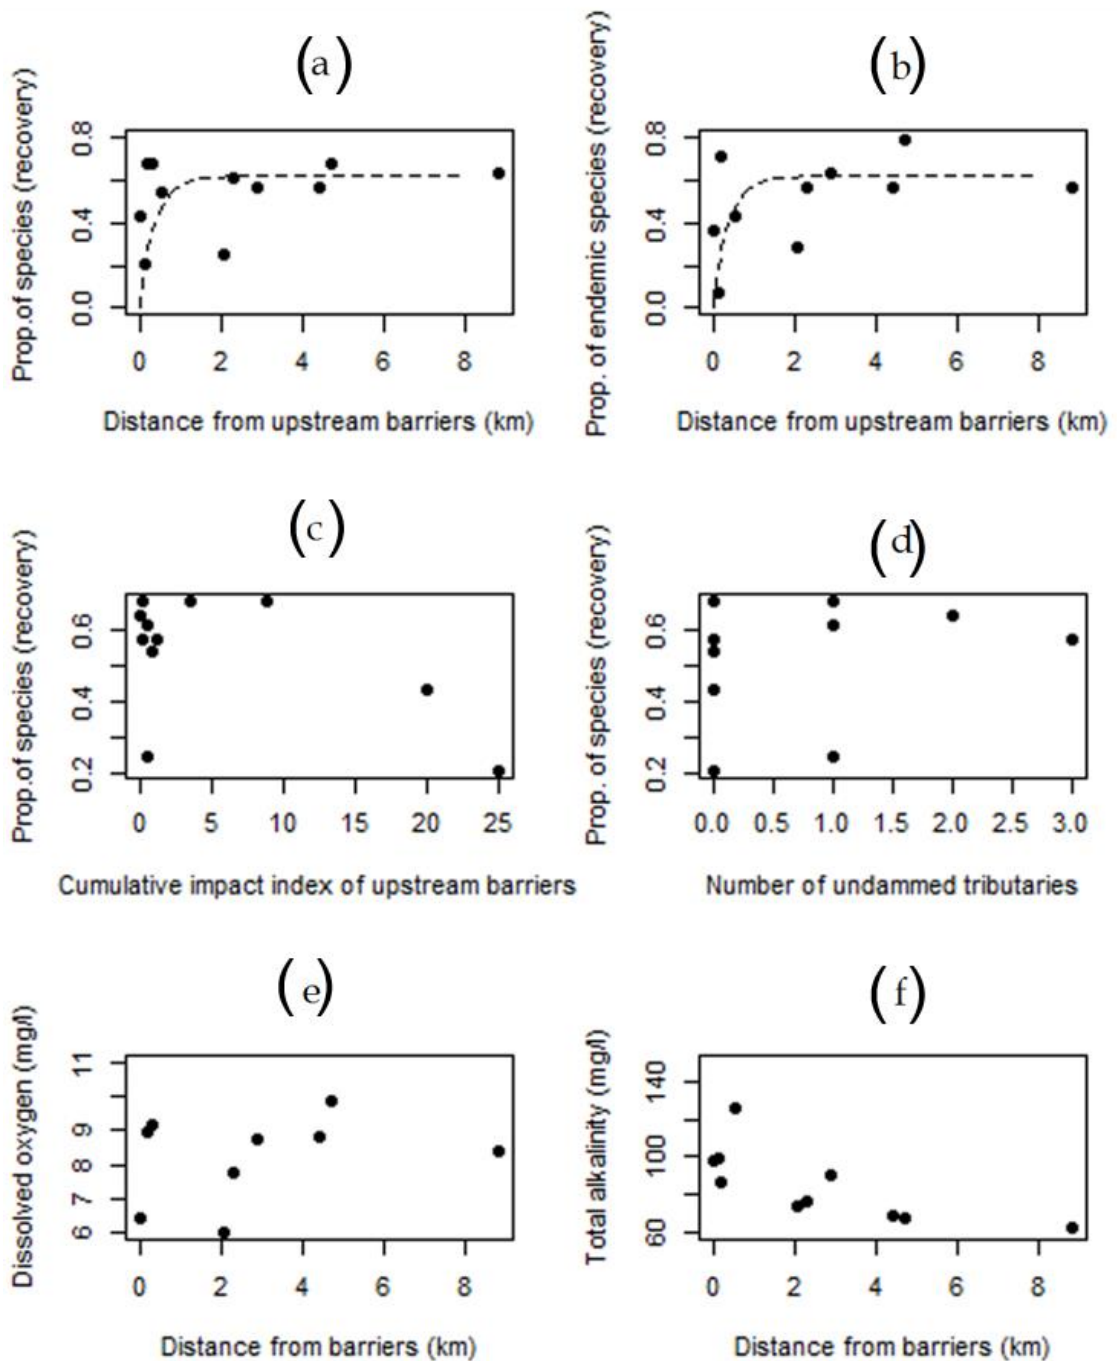 (a)
Prop.of species (recovery)
0.0 0.4 0.8
0 2 4 6 8
Distance from upstream barriers (km)
(b)
Prop. of endemic species (recovery)
0.0 0.4 0.8
0 2 4 6 8
Distance from upstream barriers (km)
(c)
Prop.of species (recovery)
0.2 0.4 0.6
0 5 10 15 20 25
Cumulative impact index of upstream barriers
(d)
Prop. of species (recovery)
0.2 0.4 0.6
0.0 0.5 1.0 1.5 2.0 2.5 3.0
Number of undammed tributaries
(e)
Dissolved oxygen (mg/l)
6 7 8 9 11
0 2 4 6 8
Distance from barriers (km)
(f)
Total alkalinity (mg/l)
60 100 140
0 2 4 6 8
Distance from barriers (km)